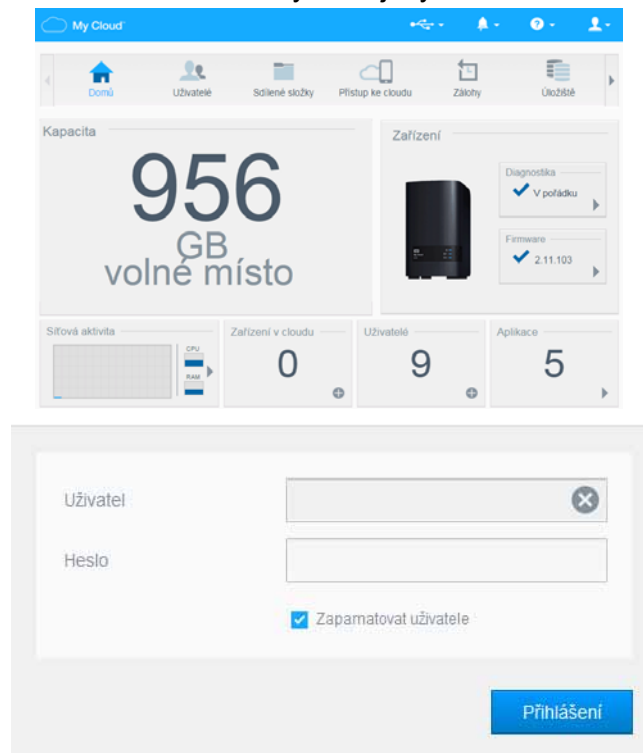 My Cloud
Domů
Uživatelé
Sdílené složky
Přístup ke cloudu
Zálohy
Úložiště
Kapacita
956
GB
volné místo
Zařízení
Diagnostika
V pořádku
Firmware
2.11.103
Síťová aktivita
CPU
RAM
Zařízení v cloudu
0
Uživatelé
9
Aplikace
5
Uživatel
Heslo
Zapamatovat uživatele
Přihlášení